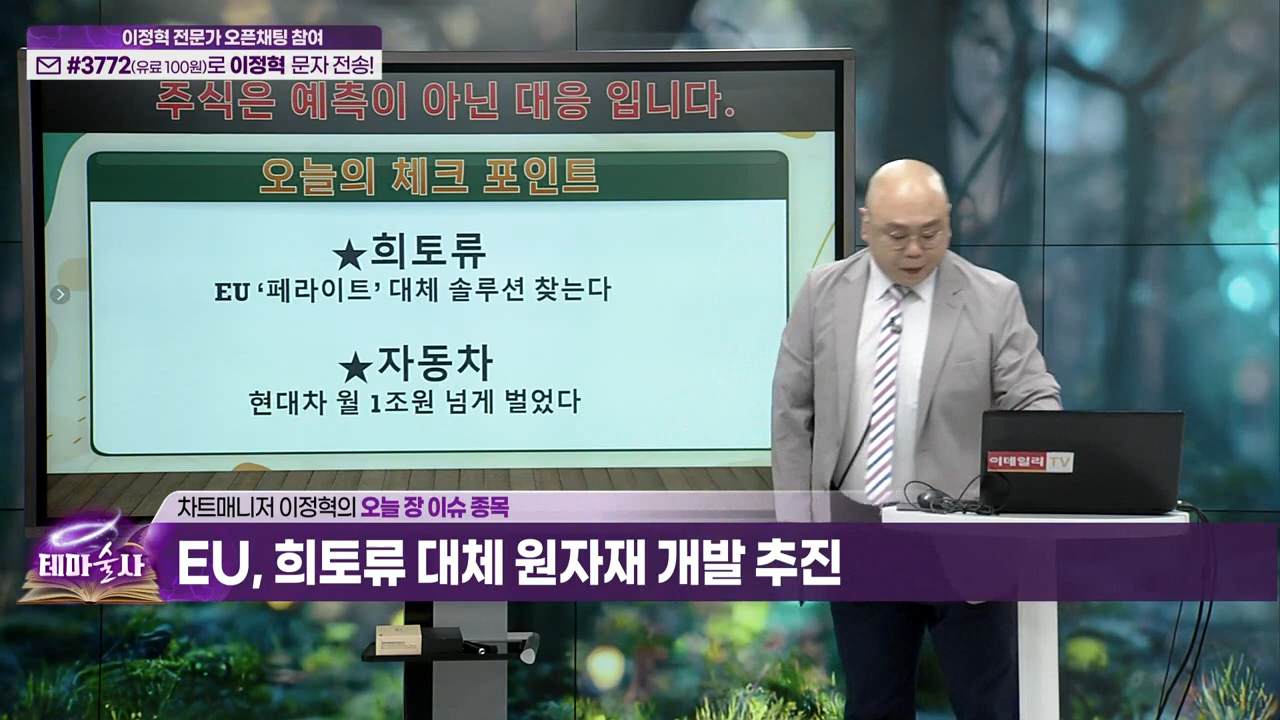 이정혁 전문가 오픈채팅 참여
#3772(유료 100원)로 이정혁 문자 전송!
주식은 예측이 아닌 대응 입니다.
오늘의 체크 포인트
★희토류
EU ‘페라이트’ 대체 솔루션 찾는다
★자동차
현대차 월 1조원 넘게 벌었다
이데일리TV
차트매니저 이정혁의 오늘 장 이슈 종목
테마술사
EU, 희토류 대체 원자재 개발 추진